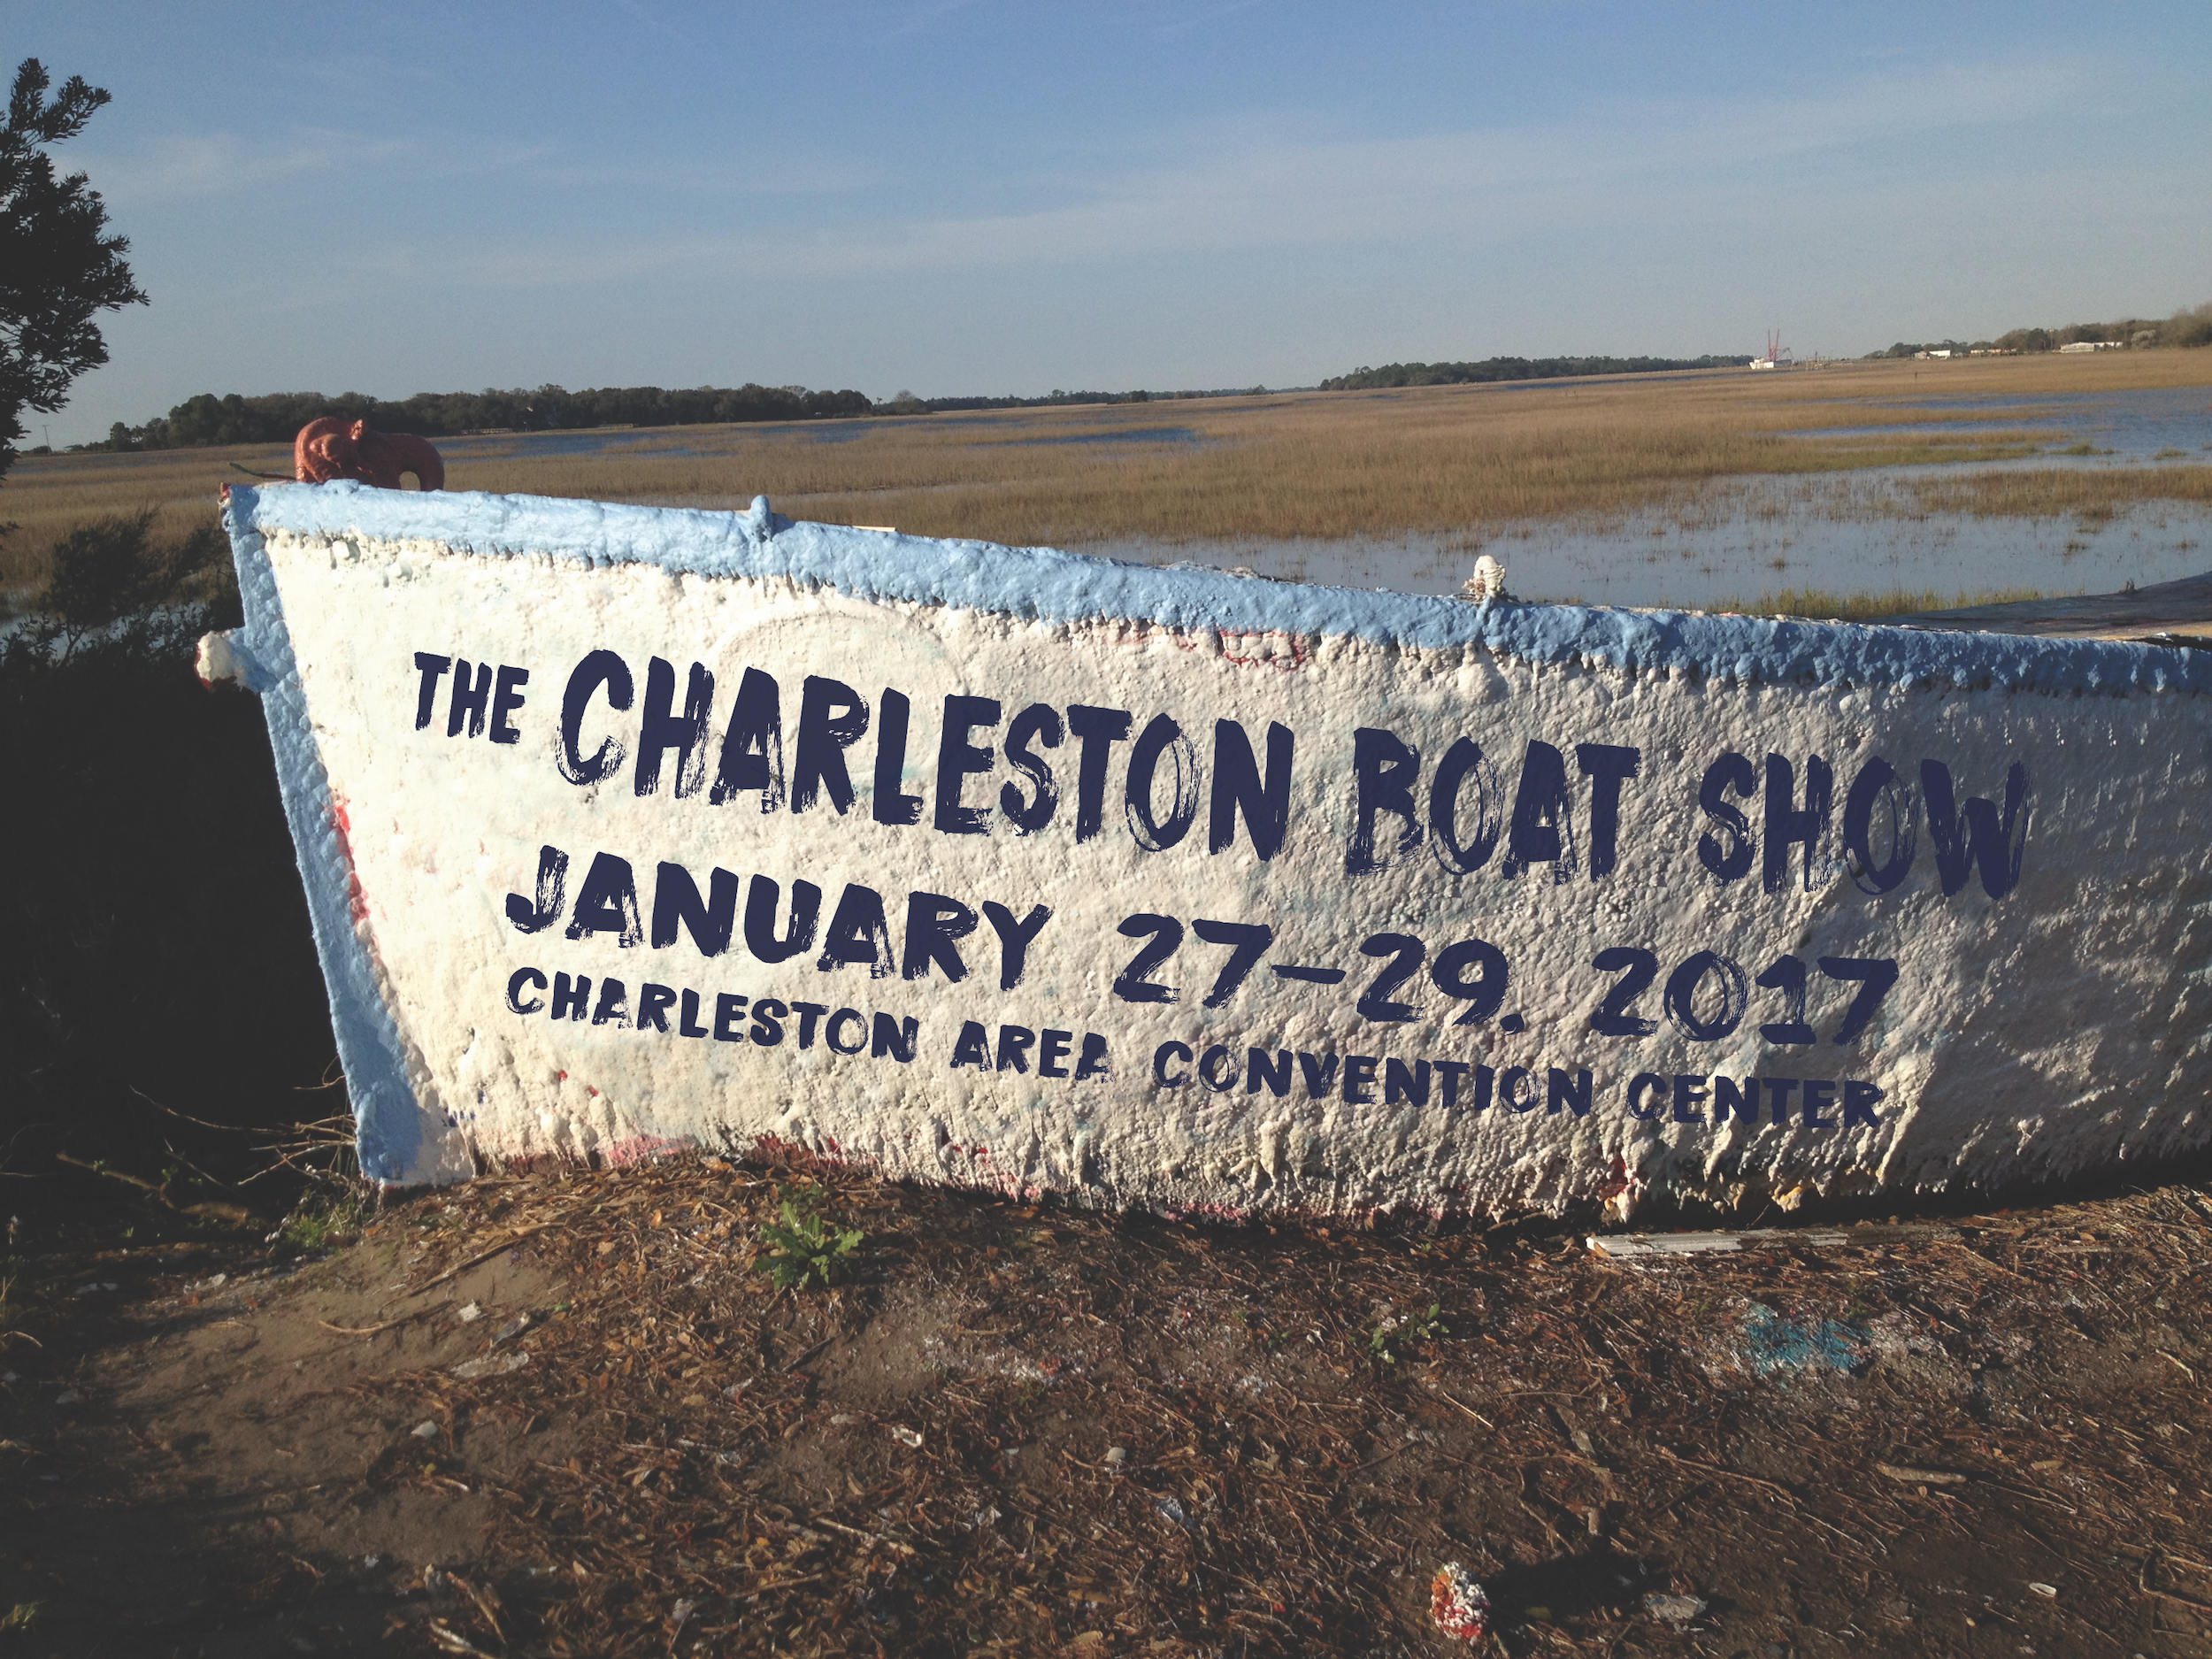 THE CHARLESTON BOAT SHOW
JANUARY 27-29. 2017
CHARLESTON AREA CONVENTION CENTER